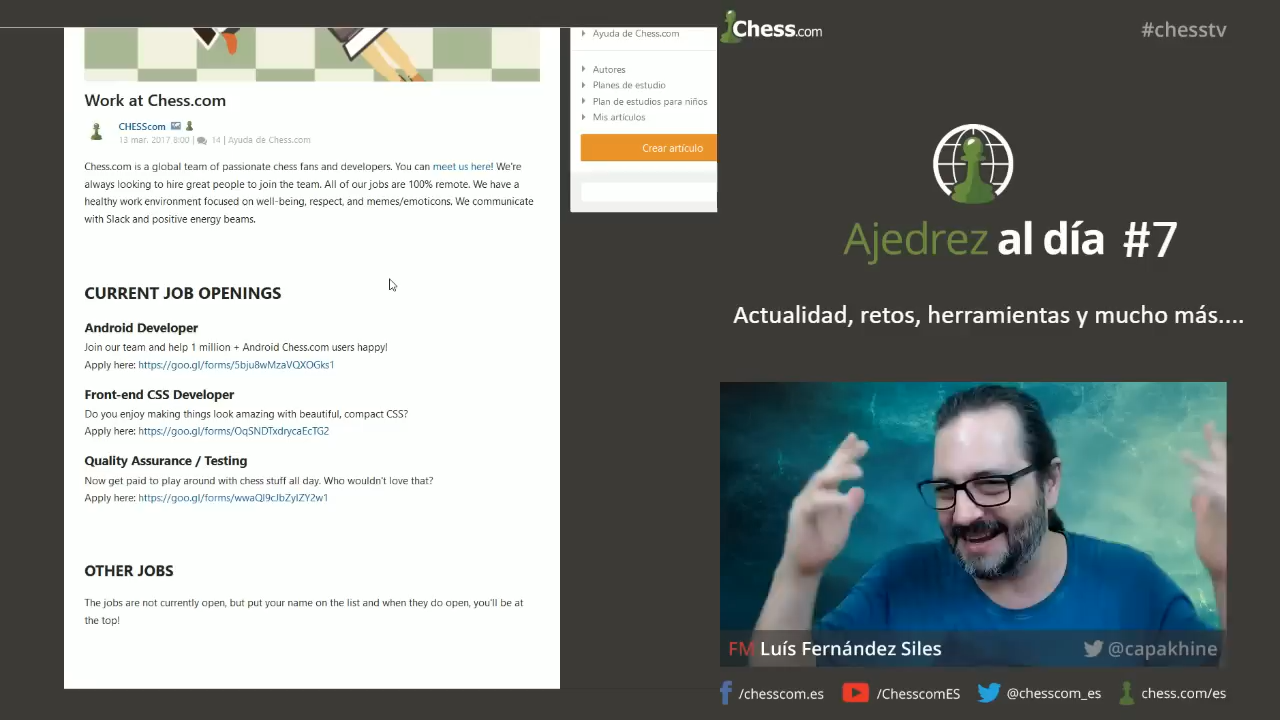 Work at Chess.com
CHESScom
13 mar. 2017 8:00 | 14 | Ayuda de Chess.com
Chess.com is a global team of passionate chess fans and developers. You can meet us here! We're
always looking to hire great people to join the team. All of our jobs are 100% remote. We have a
healthy work environment focused on well-being, respect, and memes/emoticons. We communicate
with Slack and positive energy beams.
CURRENT JOB OPENINGS
Android Developer
Join our team and help 1 million + Android Chess.com users happy!
Apply here: https://goo.gl/forms/5bju8wMzaVQXOGks1
Front-end CSS Developer
Do you enjoy making things look amazing with beautiful, compact CSS?
Apply here: https://goo.gl/forms/OqSNDTxdrycaEcTG2
Quality Assurance / Testing
Now get paid to play around with chess stuff all day. Who wouldn't love that?
Apply here: https://goo.gl/forms/wwaQl9cJbZyIZY2w1
OTHER JOBS
The jobs are not currently open, but put your name on the list and when they do open, you'll be at
the top!
Ayuda de Chess.com
Autores
Planes de estudio
Plan de estudios para niños
Mis artículos
Crear artículo
Chess.com
#chesstv
Ajedrez al día #7
Actualidad, retos, herramientas y mucho más....
FM Luís Fernández Siles
@capakhine
/chesscom.es
/ChesscomES
@chesscom_es
chess.com/es